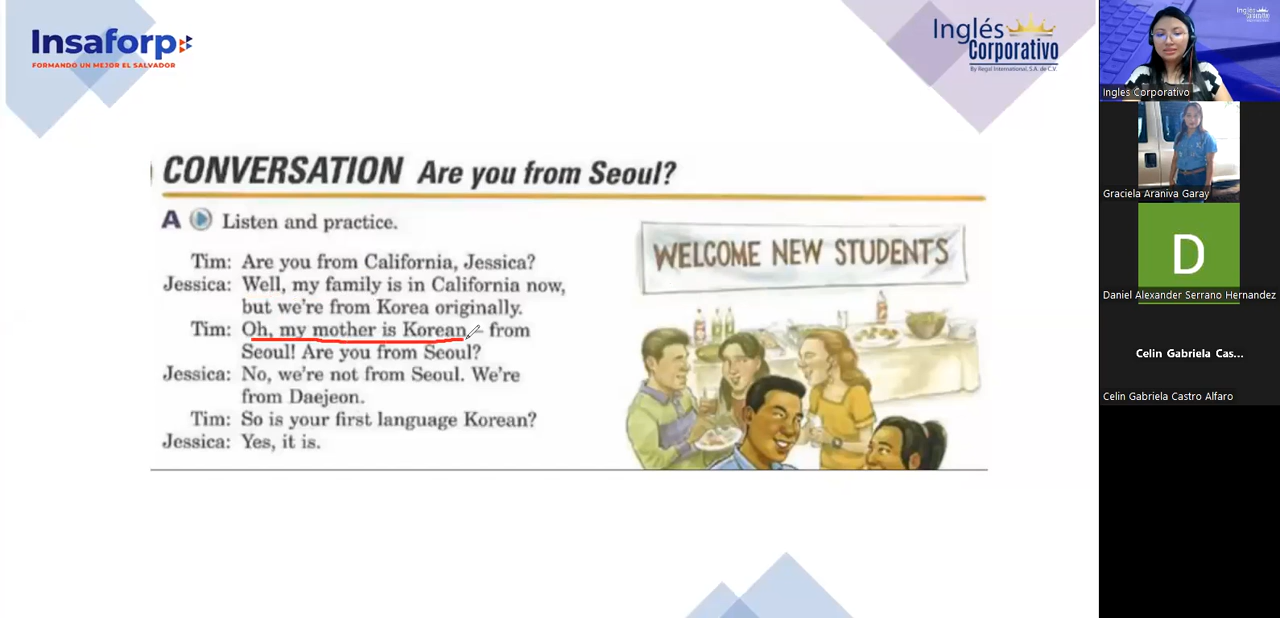 Insaforp
FORMANDO UN MEJOR EL SALVADOR
Inglés
Corporativo
By Regal International, S.A. de C.V.
CONVERSATION Are you from Seoul?
A Listen and practice.
Tim: Are you from California, Jessica?
Jessica: Well, my family is in California now,
but we're from Korea originally.
Tim: Oh, my mother is Korean – from
Seoul! Are you from Seoul?
Jessica: No, we're not from Seoul. We're
from Daejeon.
Tim: So is your first language Korean?
Jessica: Yes, it is.
WELCOME NEW STUDENTS
Inglés
Ingles Corporativo
Graciela Araniva Garay
D
Daniel Alexander Serrano Hernandez
Celin Gabriela Cas...
Celin Gabriela Castro Alfaro